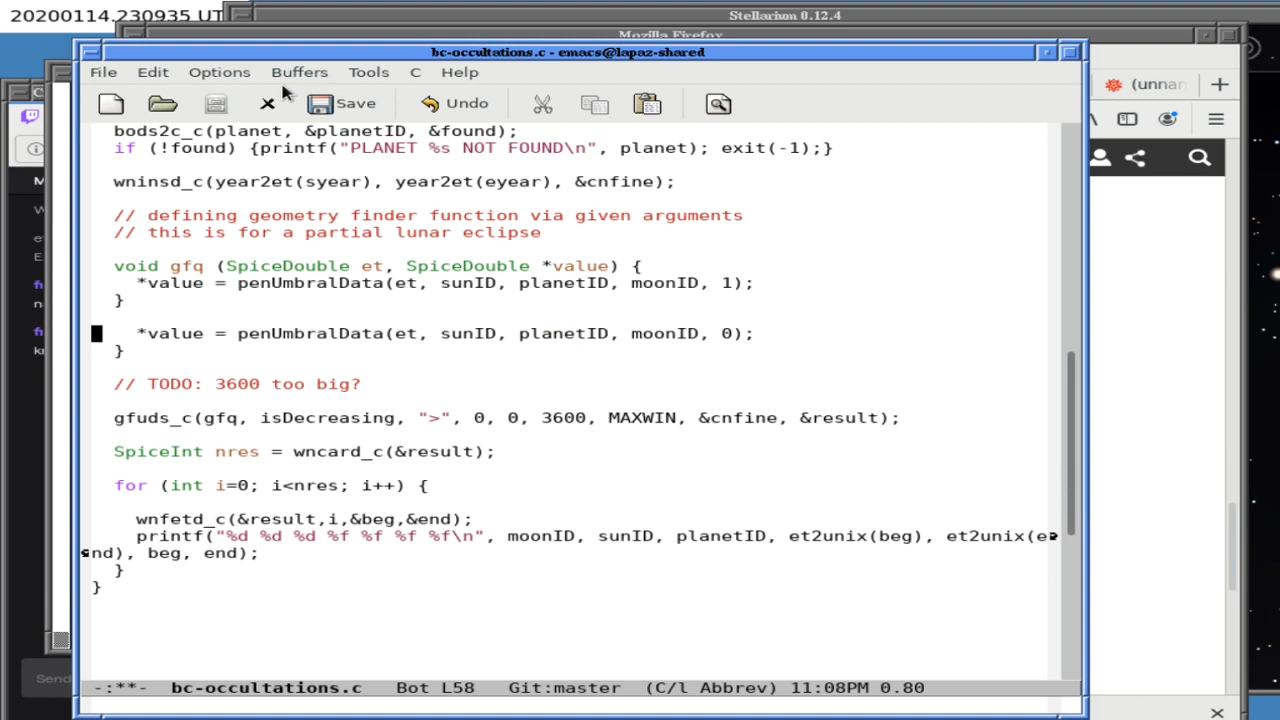 20200114.230935 UT
Stellarium 0.12.4
Mozilla Firefox
bc-occultations.c - emacs@lapaz-shared
File Edit Options Buffers Tools C Help
Save Undo
(unnar
bods2c_c(planet, &planetID, &found);
if (!found) {printf("PLANET %s NOT FOUND\n", planet); exit(-1);}
wninsd_c(year2et(syear), year2et(eyear), &cnfine);
// defining geometry finder function via given arguments
// this is for a partial lunar eclipse
void gfq (SpiceDouble et, SpiceDouble *value) {
*value = penUmbralData(et, sunID, planetID, moonID, 1);
}
*value = penUmbralData(et, sunID, planetID, moonID, 0);
}
// TODO: 3600 too big?
gfuds_c(gfq, isDecreasing, ">", 0, 0, 3600, MAXWIN, &cnfine, &result);
SpiceInt nres = wncard_c(&result);
for (int i=0; i<nres; i++) {
wnfetd_c(&result,i,&beg,&end);
printf("%d %d %d %f %f %f %f\n", moonID, sunID, planetID, et2unix(beg), et2unix(e
nd), beg, end);
}
}
Send
-:**- bc-occultations.c Bot L58 Git:master (C/l Abbrev) 11:08PM 0.80